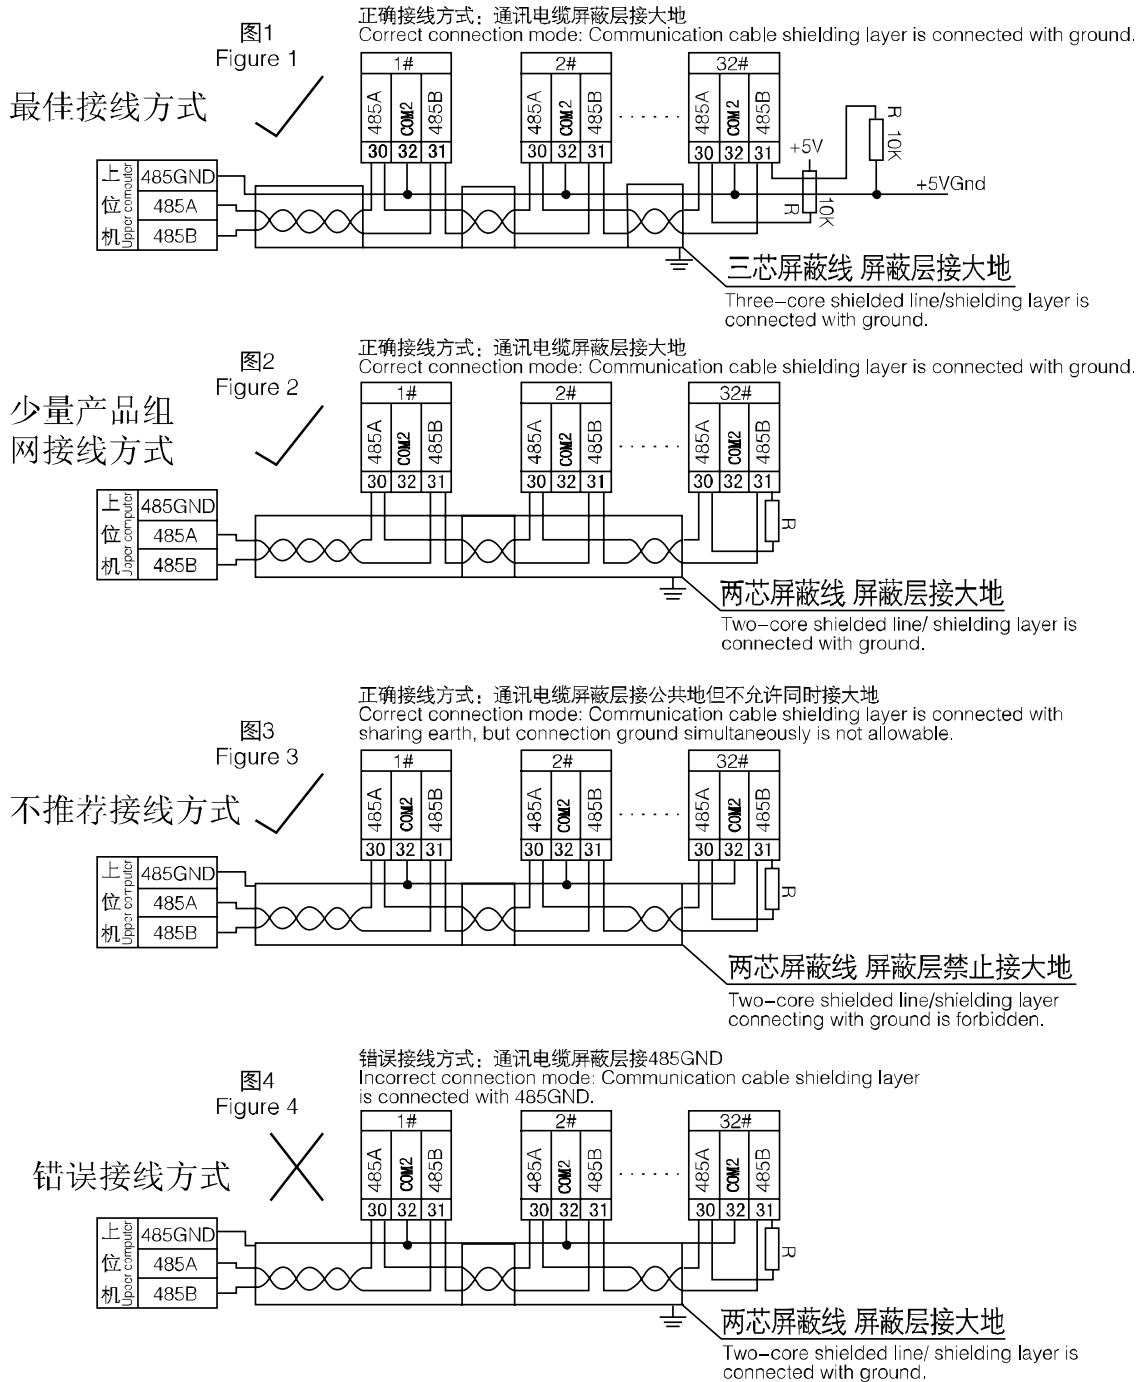 正确接线方式：通讯电缆屏蔽层接大地
图1
Correct connection mode: Communication cable shielding layer is connected with ground.
Figure 1
1#
2#
32#
最佳接线方式
485A
COM2
485B
485A
COM2
485B
. . . . . .
485A
COM2
485B
R 10K
30 32 31
30 32 31
30 32 31
+5V
上位机
Upper computer
485GND
485A
485B
+5VGnd
R 10K
三芯屏蔽线 屏蔽层接大地
Three-core shielded line/shielding layer is
connected with ground.
正确接线方式：通讯电缆屏蔽层接大地
图2
Correct connection mode: Communication cable shielding layer is connected with ground.
Figure 2
1#
2#
32#
少量产品组
网接线方式
485A
COM2
485B
485A
COM2
485B
. . . . . .
485A
COM2
485B
30 32 31
30 32 31
30 32 31
上位机
Upper computer
485GND
485A
485B
R
两芯屏蔽线 屏蔽层接大地
Two-core shielded line/ shielding layer is
connected with ground.
正确接线方式：通讯电缆屏蔽层接公共地但不允许同时接大地
Correct connection mode: Communication cable shielding layer is connected with
图3
sharing earth, but connection ground simultaneously is not allowable.
Figure 3
1#
2#
32#
不推荐接线方式
485A
COM2
485B
485A
COM2
485B
. . . . . .
485A
COM2
485B
30 32 31
30 32 31
30 32 31
上位机
Upper computer
485GND
485A
485B
R
两芯屏蔽线 屏蔽层禁止接大地
Two-core shielded line/shielding layer
connecting with ground is forbidden.
错误接线方式：通讯电缆屏蔽层接485GND
图4
Incorrect connection mode: Communication cable shielding layer
is connected with 485GND.
Figure 4
1#
2#
32#
错误接线方式
485A
COM2
485B
485A
COM2
485B
. . . . . .
485A
COM2
485B
30 32 31
30 32 31
30 32 31
上位机
Upper computer
485GND
485A
485B
R
两芯屏蔽线 屏蔽层接大地
Two-core shielded line/ shielding layer is
connected with ground.